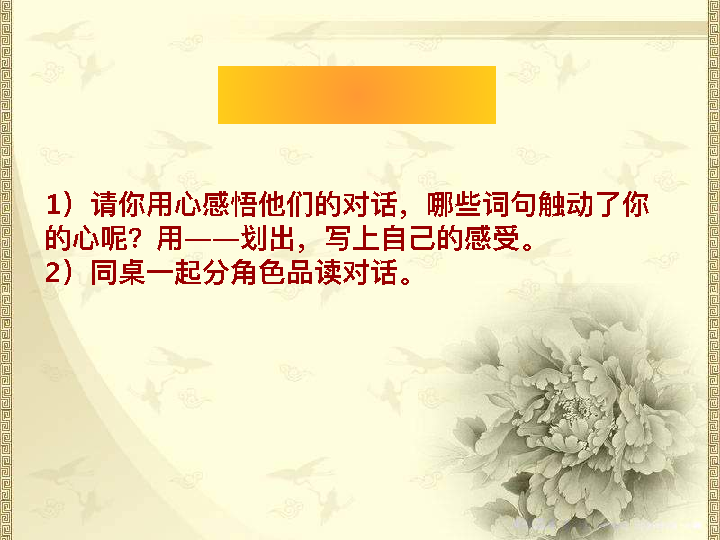 1）请你用心感悟他们的对话，哪些词句触动了你
的心呢？用——划出，写上自己的感受。
2）同桌一起分角色品读对话。